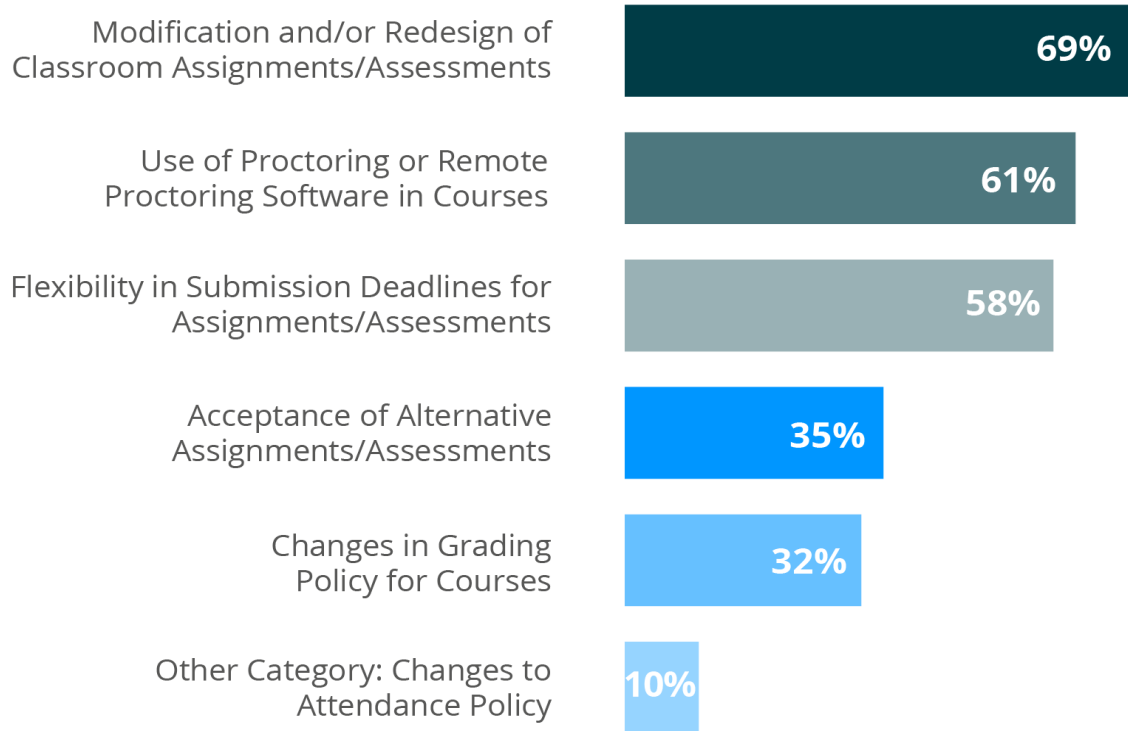 Modification and/or Redesign of
Classroom Assignments/Assessments
69%
Use of Proctoring or Remote
Proctoring Software in Courses
61%
Flexibility in Submission Deadlines for
Assignments/Assessments
58%
Acceptance of Alternative
Assignments/Assessments
35%
Changes in Grading
Policy for Courses
32%
Other Category: Changes to
Attendance Policy
10%